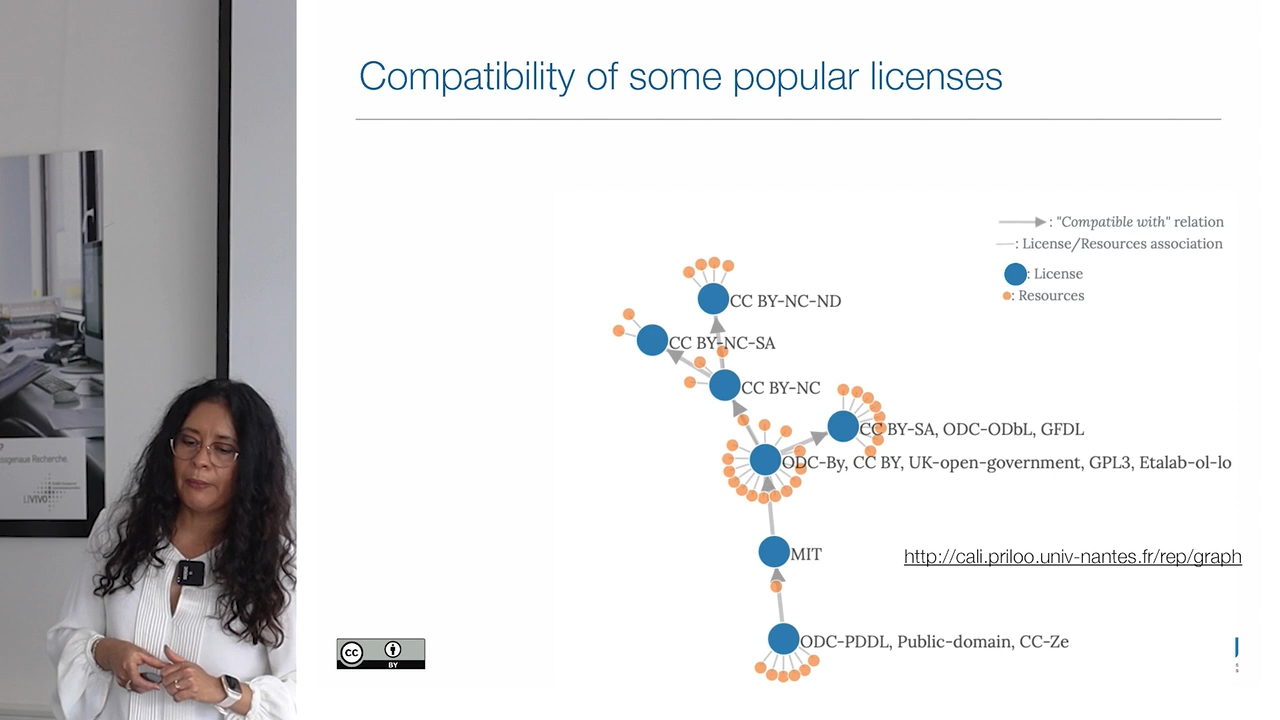 Compatibility of some popular licenses
: "Compatible with" relation
: License/Resources association
: License
: Resources
CC BY-NC-ND
CC BY-NC-SA
CC BY-NC
CC BY-SA, ODC-ODbL, GFDL
ODC-By, CC BY, UK-open-government, GPL3, Etalab-ol-lo
MIT
http://cali.priloo.univ-nantes.fr/rep/graph
ODC-PDDL, Public-domain, CC-Ze
cc
BY
Recherche.
LIVIVO